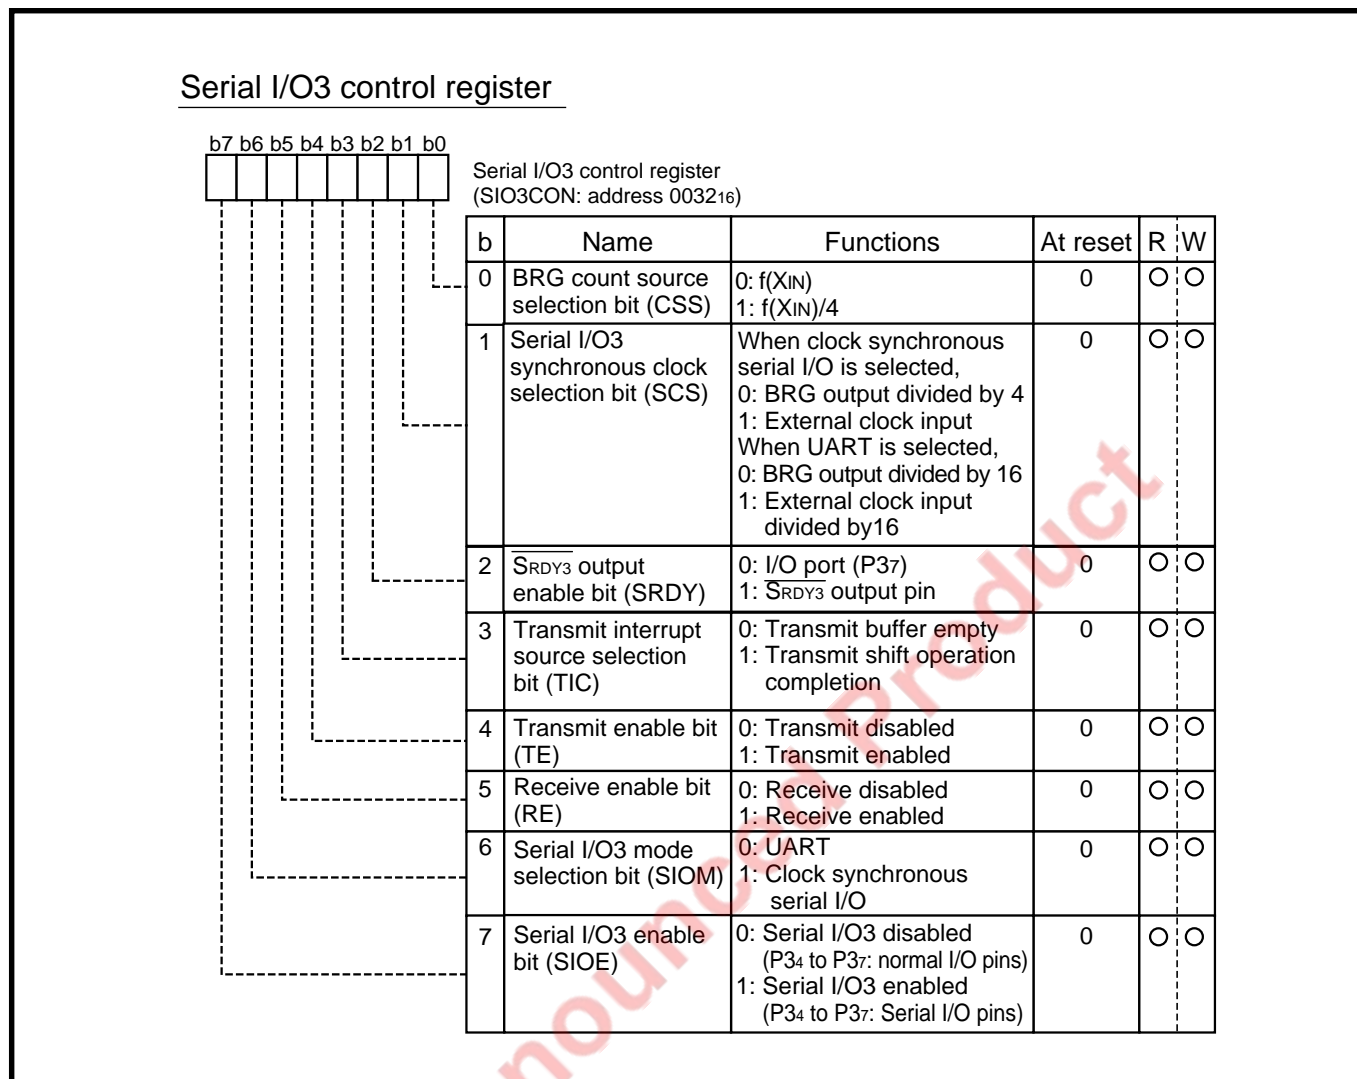 Serial I/O3 control register
b7 b6 b5 b4 b3 b2 b1 b0
Serial I/O3 control register
(SIO3CON: address 003216)
b Name Functions At reset R W
0 BRG count source selection bit (CSS)
0: f(XIN)
1: f(XIN)/4
0 ○ ○
1 Serial I/O3
synchronous clock
selection bit (SCS)
When clock synchronous
serial I/O is selected,
0: BRG output divided by 4
1: External clock input
When UART is selected,
0: BRG output divided by 16
1: External clock input
divided by16
0 ○ ○
2 SRDY3 output
enable bit (SRDY)
0: I/O port (P37)
1: SRDY3 output pin
0 ○ ○
3 Transmit interrupt
source selection
bit (TIC)
0: Transmit buffer empty
1: Transmit shift operation
completion
0 ○ ○
4 Transmit enable bit
(TE)
0: Transmit disabled
1: Transmit enabled
0 ○ ○
5 Receive enable bit
(RE)
0: Receive disabled
1: Receive enabled
0 ○ ○
6 Serial I/O3 mode
selection bit (SIOM)
0: UART
1: Clock synchronous
serial I/O
0 ○ ○
7 Serial I/O3 enable
bit (SIOE)
0: Serial I/O3 disabled
(P34 to P37: normal I/O pins)
1: Serial I/O3 enabled
(P34 to P37: Serial I/O pins)
0 ○ ○
nounced Product